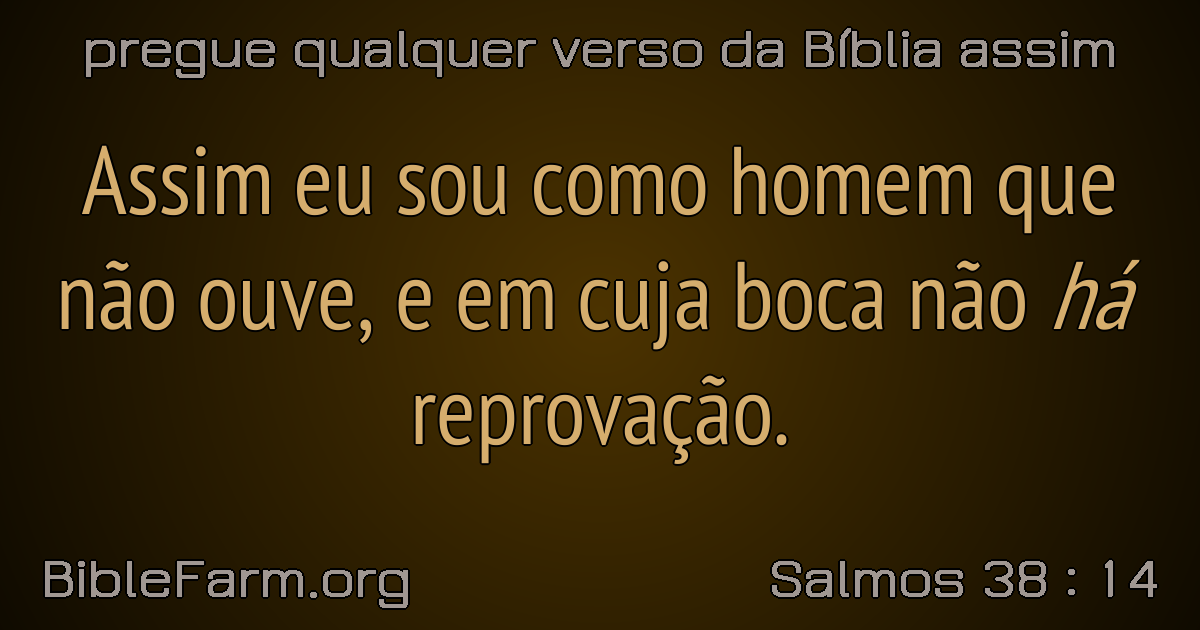 pregue qualquer verso da Bíblia assim
Assim eu sou como homem que
não ouve, e em cuja boca não há
reprovação.
BibleFarm.org
Salmos 38 : 14